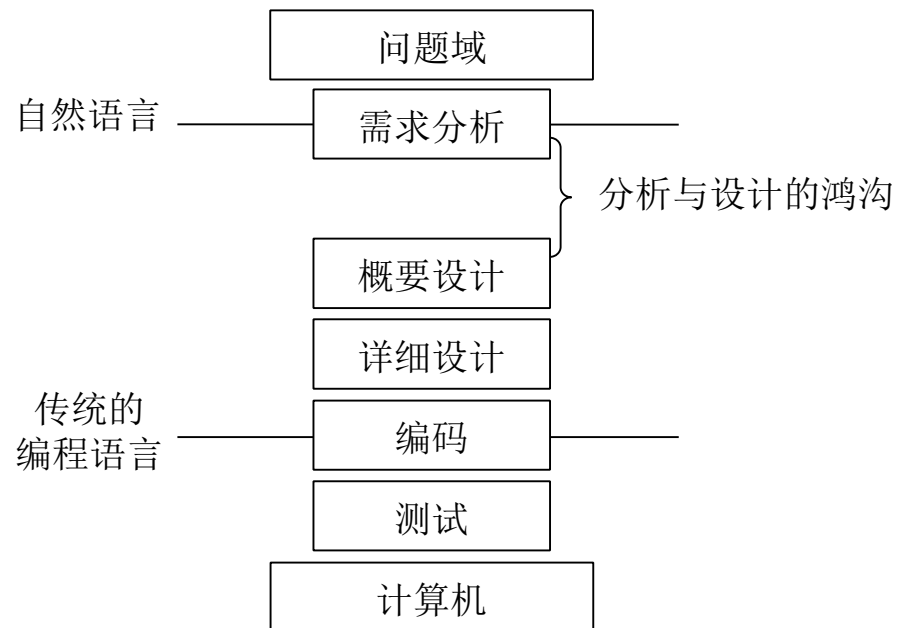 问题域
自然语言
需求分析
分析与设计的鸿沟
概要设计
详细设计
传统的
编程语言
编码
测试
计算机